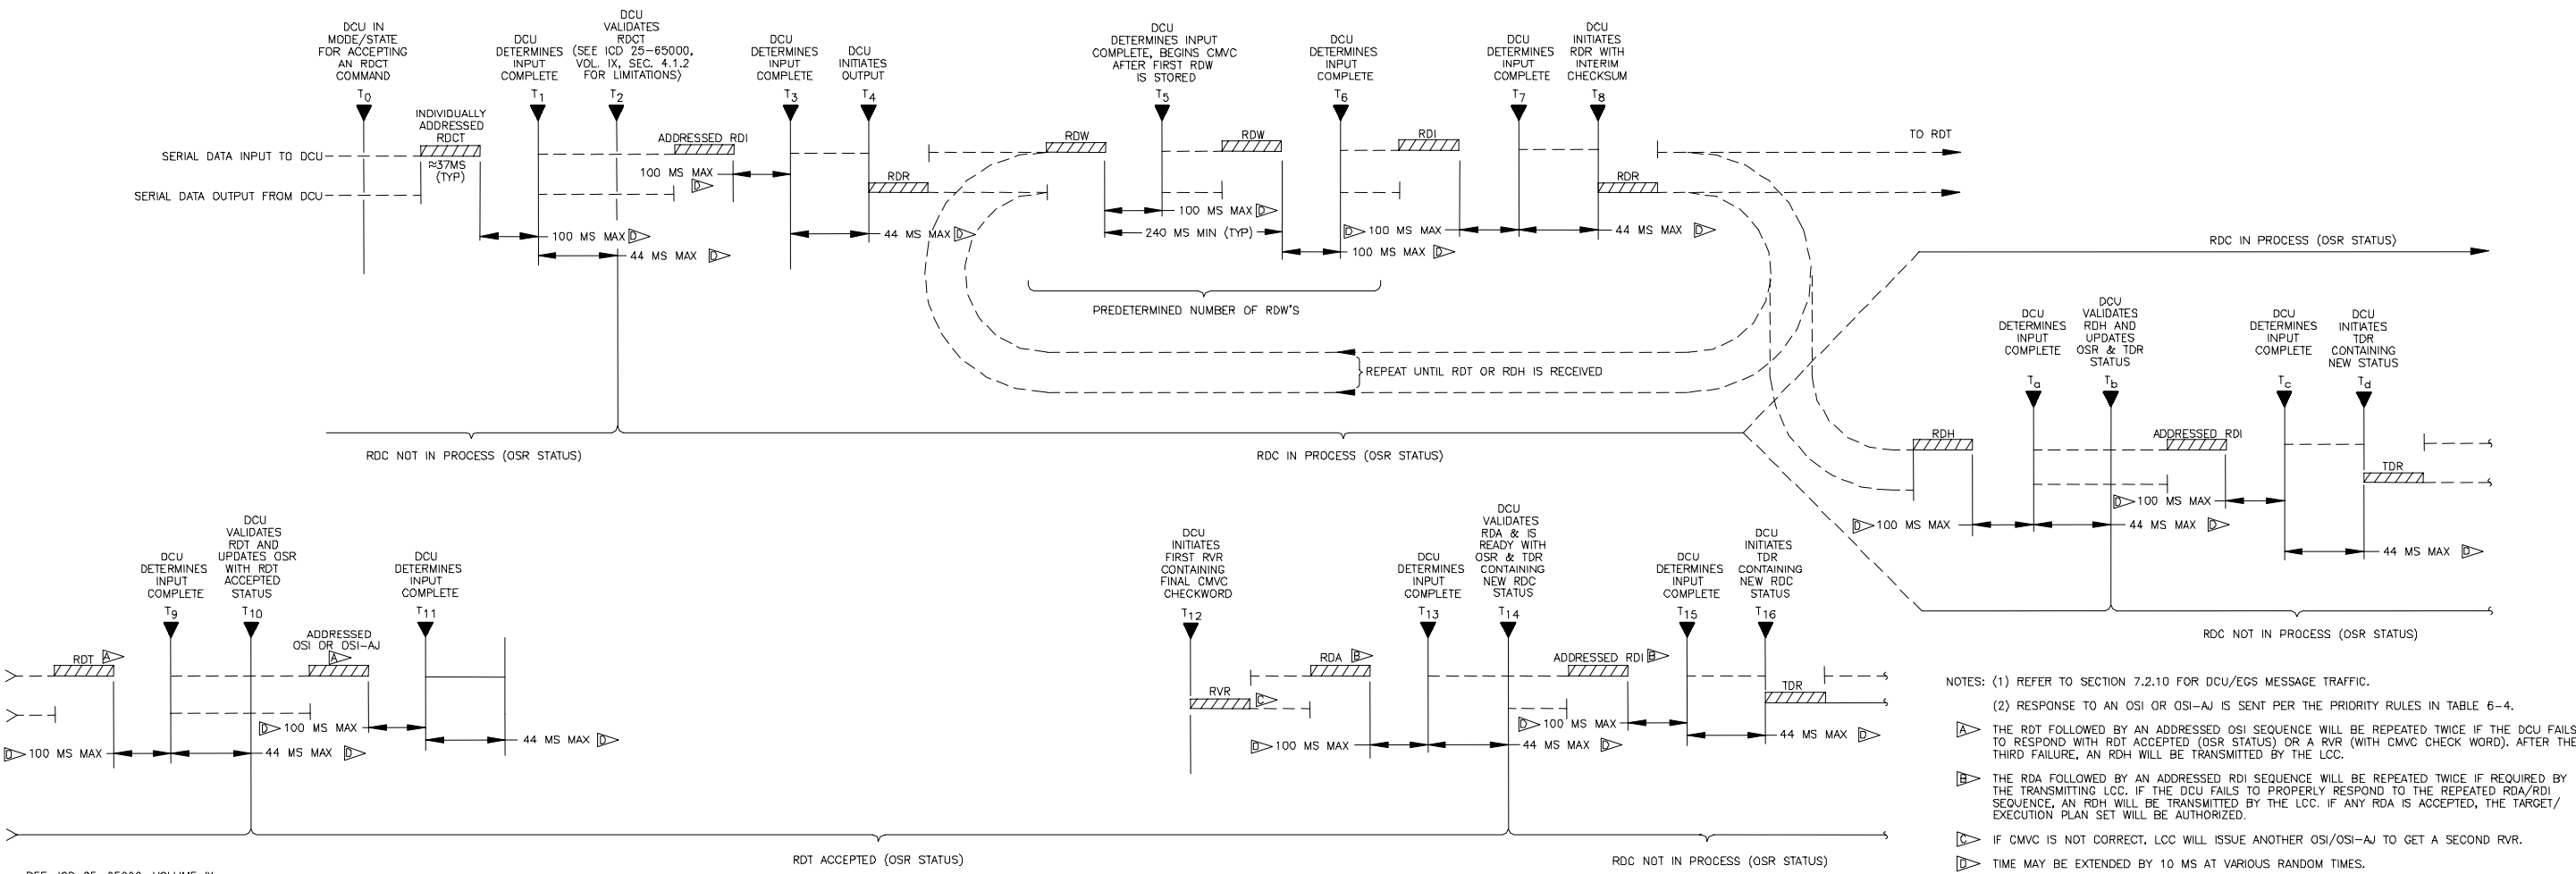 DCU IN
MODE/STATE
FOR ACCEPTING
AN RDCT
COMMAND
T0
INDIVIDUALLY
ADDRESSED
RDCT
≈37MS
(TYP)
SERIAL DATA INPUT TO DCU
SERIAL DATA OUTPUT FROM DCU
DCU
DETERMINES
INPUT
COMPLETE
T1
100 MS MAX D
DCU
VALIDATES
RDCT
(SEE ICD 25-65000,
VOL. IX, SEC. 4.1.2
FOR LIMITATIONS)
T2
44 MS MAX D
ADDRESSED RDI
100 MS MAX
D
DCU
DETERMINES
INPUT
COMPLETE
T3
DCU
INITIATES
OUTPUT
T4
RDR
44 MS MAX D
DCU
DETERMINES INPUT
COMPLETE, BEGINS CMVC
AFTER FIRST RDW
IS STORED
T5
RDW
RDW
100 MS MAX D
240 MS MIN (TYP)
DCU
DETERMINES
INPUT
COMPLETE
T6
100 MS MAX D
RDI
D 100 MS MAX
DCU
DETERMINES
INPUT
COMPLETE
T7
DCU
INITIATES
RDR WITH
INTERIM
CHECKSUM
T8
RDR
44 MS MAX D
TO RDT
PREDETERMINED NUMBER OF RDW'S
REPEAT UNTIL RDT OR RDH IS RECEIVED
RDC IN PROCESS (OSR STATUS)
RDC NOT IN PROCESS (OSR STATUS)
RDC IN PROCESS (OSR STATUS)
RDH
D 100 MS MAX
DCU
DETERMINES
INPUT
COMPLETE
Ta
DCU
VALIDATES
RDH AND
UPDATES
OSR & TDR
STATUS
Tb
44 MS MAX D
ADDRESSED RDI
D 100 MS MAX
DCU
DETERMINES
INPUT
COMPLETE
Tc
DCU
INITIATES
TDR
CONTAINING
NEW STATUS
Td
TDR
44 MS MAX D
RDC NOT IN PROCESS (OSR STATUS)
RDT A
D 100 MS MAX
DCU
DETERMINES
INPUT
COMPLETE
T9
DCU
VALIDATES
RDT AND
UPDATES OSR
WITH RDT
ACCEPTED
STATUS
T10
44 MS MAX D
ADDRESSED
OSI OR OSI-AJ
A
D 100 MS MAX
DCU
DETERMINES
INPUT
COMPLETE
T11
44 MS MAX D
DCU
INITIATES
FIRST RVR
CONTAINING
FINAL CMVC
CHECKWORD
T12
RVR C
RDA B
D 100 MS MAX
DCU
DETERMINES
INPUT
COMPLETE
T13
DCU
VALIDATES
RDA & IS
READY WITH
OSR & TDR
CONTAINING
NEW RDC
STATUS
T14
44 MS MAX D
ADDRESSED RDI B
D 100 MS MAX
DCU
DETERMINES
INPUT
COMPLETE
T15
DCU
INITIATES
TDR
CONTAINING
NEW RDC
STATUS
T16
TDR
44 MS MAX D
RDT ACCEPTED (OSR STATUS)
RDC NOT IN PROCESS (OSR STATUS)
NOTES: (1) REFER TO SECTION 7.2.10 FOR DCU/EGS MESSAGE TRAFFIC.
(2) RESPONSE TO AN OSI OR OSI-AJ IS SENT PER THE PRIORITY RULES IN TABLE 6-4.
A THE RDT FOLLOWED BY AN ADDRESSED OSI SEQUENCE WILL BE REPEATED TWICE IF THE DCU FAILS
TO RESPOND WITH RDT ACCEPTED (OSR STATUS) OR A RVR (WITH CMVC CHECK WORD). AFTER THE
THIRD FAILURE, AN RDH WILL BE TRANSMITTED BY THE LCC.
B THE RDA FOLLOWED BY AN ADDRESSED RDI SEQUENCE WILL BE REPEATED TWICE IF REQUIRED BY
THE TRANSMITTING LCC. IF THE DCU FAILS TO PROPERLY RESPOND TO THE REPEATED RDA/RDI
SEQUENCE, AN RDH WILL BE TRANSMITTED BY THE LCC. IF ANY RDA IS ACCEPTED, THE TARGET/
EXECUTION PLAN SET WILL BE AUTHORIZED.
C IF CMVC IS NOT CORRECT, LCC WILL ISSUE ANOTHER OSI/OSI-AJ TO GET A SECOND RVR.
D TIME MAY BE EXTENDED BY 10 MS AT VARIOUS RANDOM TIMES.